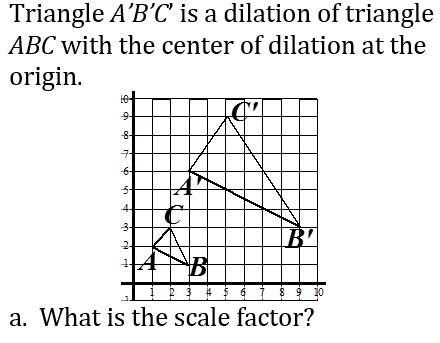 Triangle A'B'C' is a dilation of triangle
ABC with the center of dilation at the
origin.
10
9 C'
8
7
6
5 A'
4
C
3
2 B'
1 A B
1 2 3 4 5 6 7 8 9 10
-1
a. What is the scale factor?